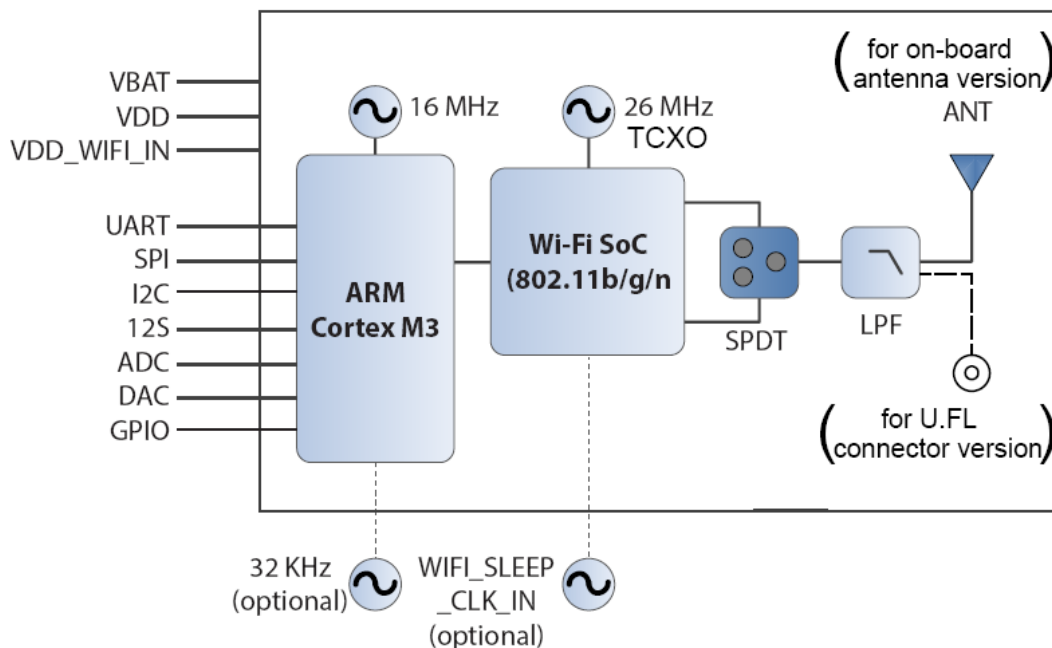 VBAT
VDD
VDD_WIFI_IN
UART
SPI
I2C
12S
ADC
DAC
GPIO
16 MHz
ARM
Cortex M3
26 MHz
TCXO
Wi-Fi SoC
(802.11b/g/n
SPDT
LPF
(for on-board
antenna version)
ANT
(for U.FL
connector version)
32 KHz
(optional)
WIFI_SLEEP
_CLK_IN
(optional)